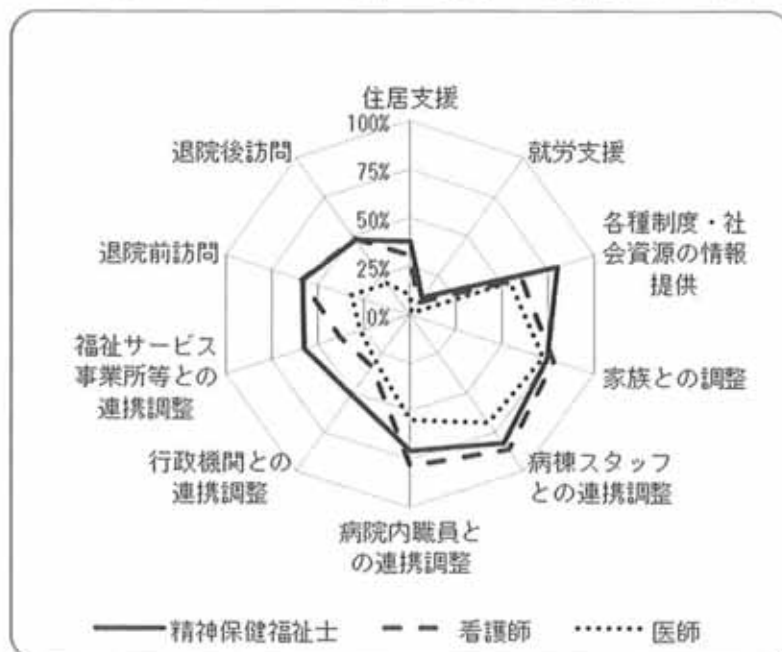 住居支援
100%
75%
50%
25%
0%
就労支援
各種制度・社
会資源の情報
提供
家族との調整
病棟スタッフ
との連携調整
病院内職員と
の連携調整
行政機関との
連携調整
福祉サービス
事業所等との
連携調整
退院前訪問
退院後訪問
精神保健福祉士
看護師
医師